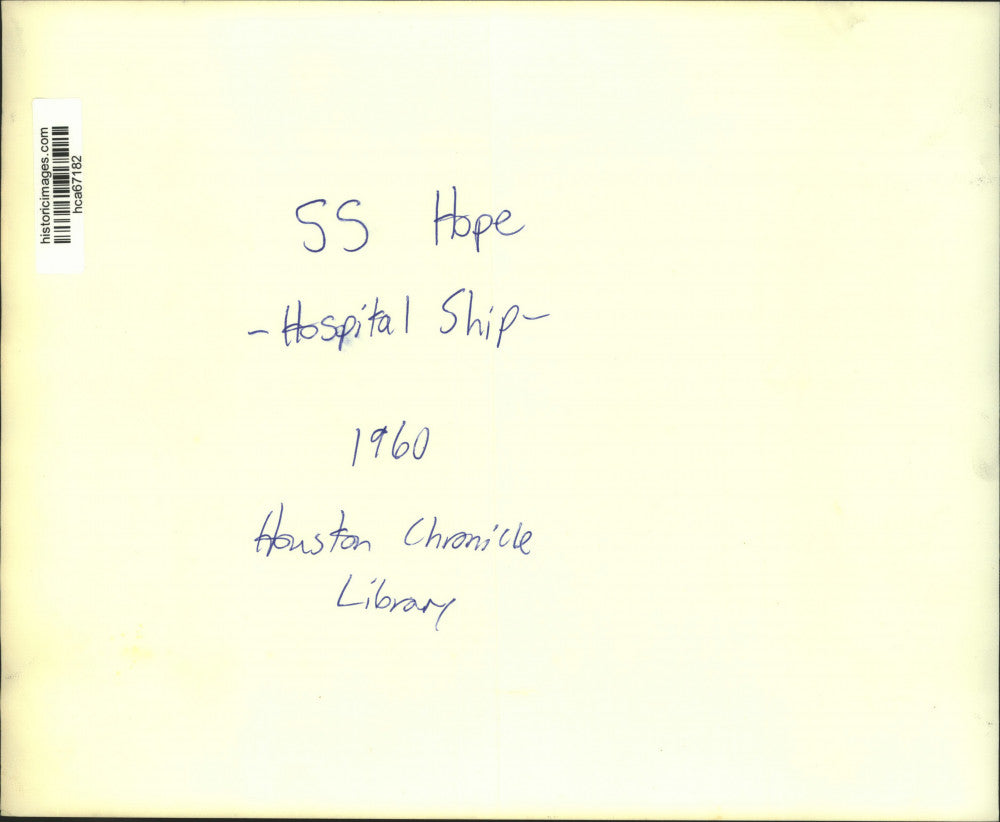 historicimages.com
hca67182
SS Hope
- Hospital Ship -
1960
Houston Chronicle
Library